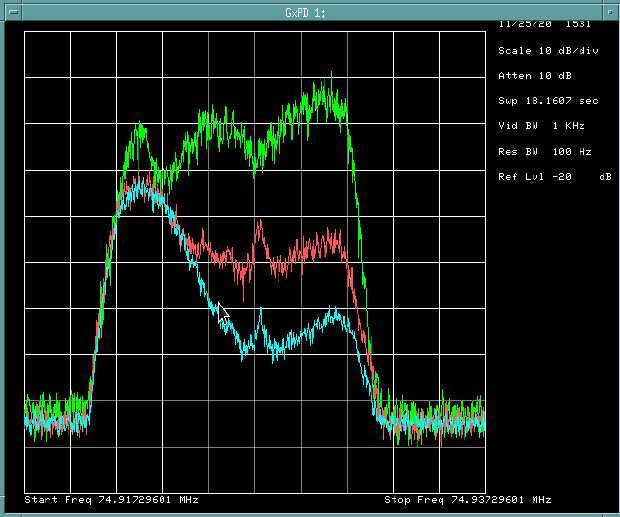 GxPD 1:
11/25/20 1531
Scale 10 dB/div
Atten 10 dB
Swp 18.1607 sec
Vid BW 1 KHz
Res BW 100 Hz
Ref Lvl -20 dB
Start Freq 74.91729601 MHz
Stop Freq 74.93729601 MHz